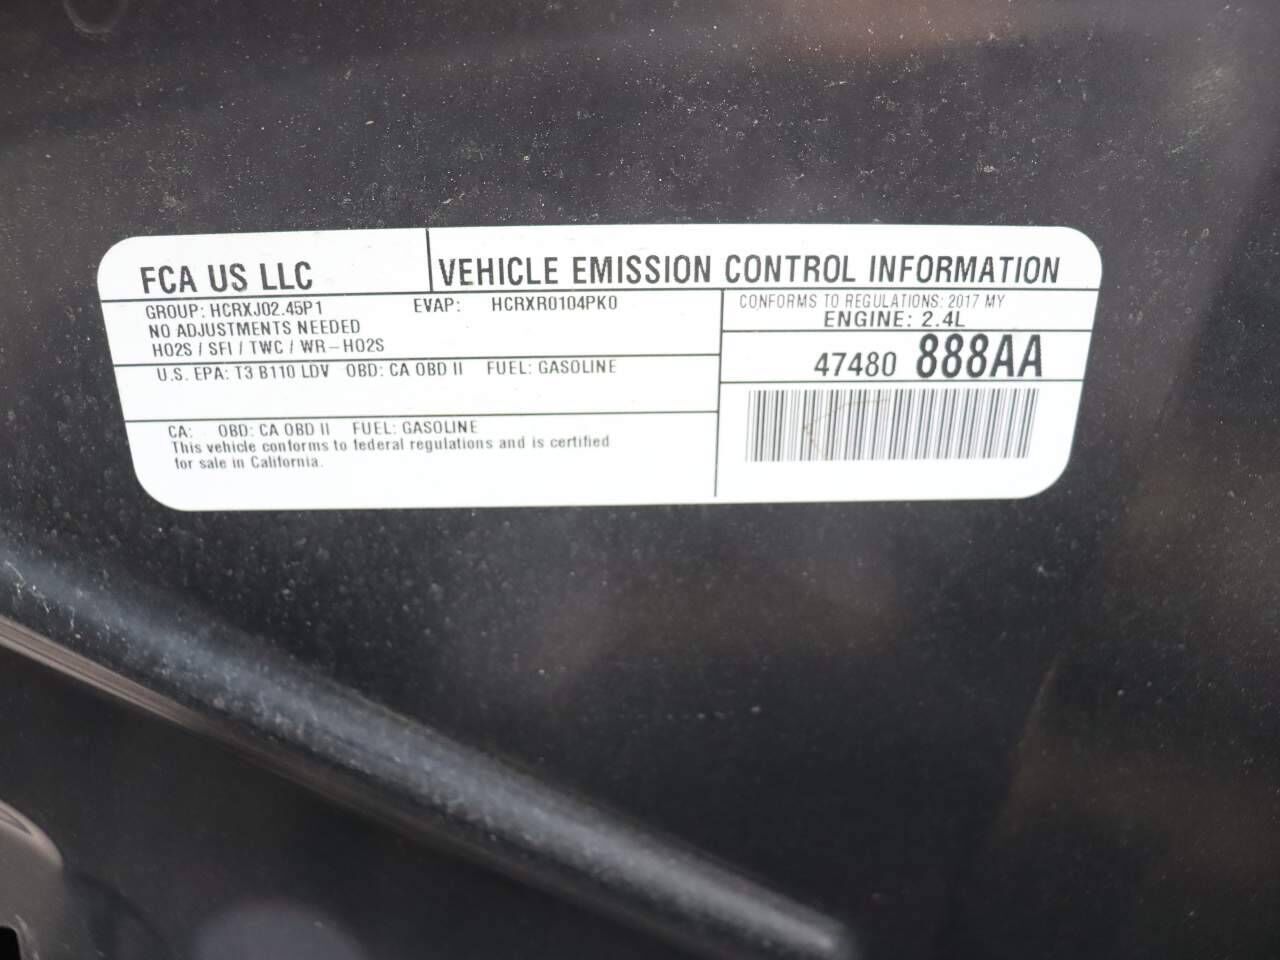 FCA US LLC
VEHICLE EMISSION CONTROL INFORMATION
GROUP: HCRXJ02.45P1 EVAP: HCRXR0104PK0
NO ADJUSTMENTS NEEDED
HO2S / SFI / TWC / WR-HO2S
U.S. EPA: T3 B110 LDV OBD: CA OBD II FUEL: GASOLINE
CA: OBD: CA OBD II FUEL: GASOLINE
This vehicle conforms to federal regulations and is certified
for sale in California.
CONFORMS TO REGULATIONS: 2017 MY
ENGINE: 2.4L
47480 888AA